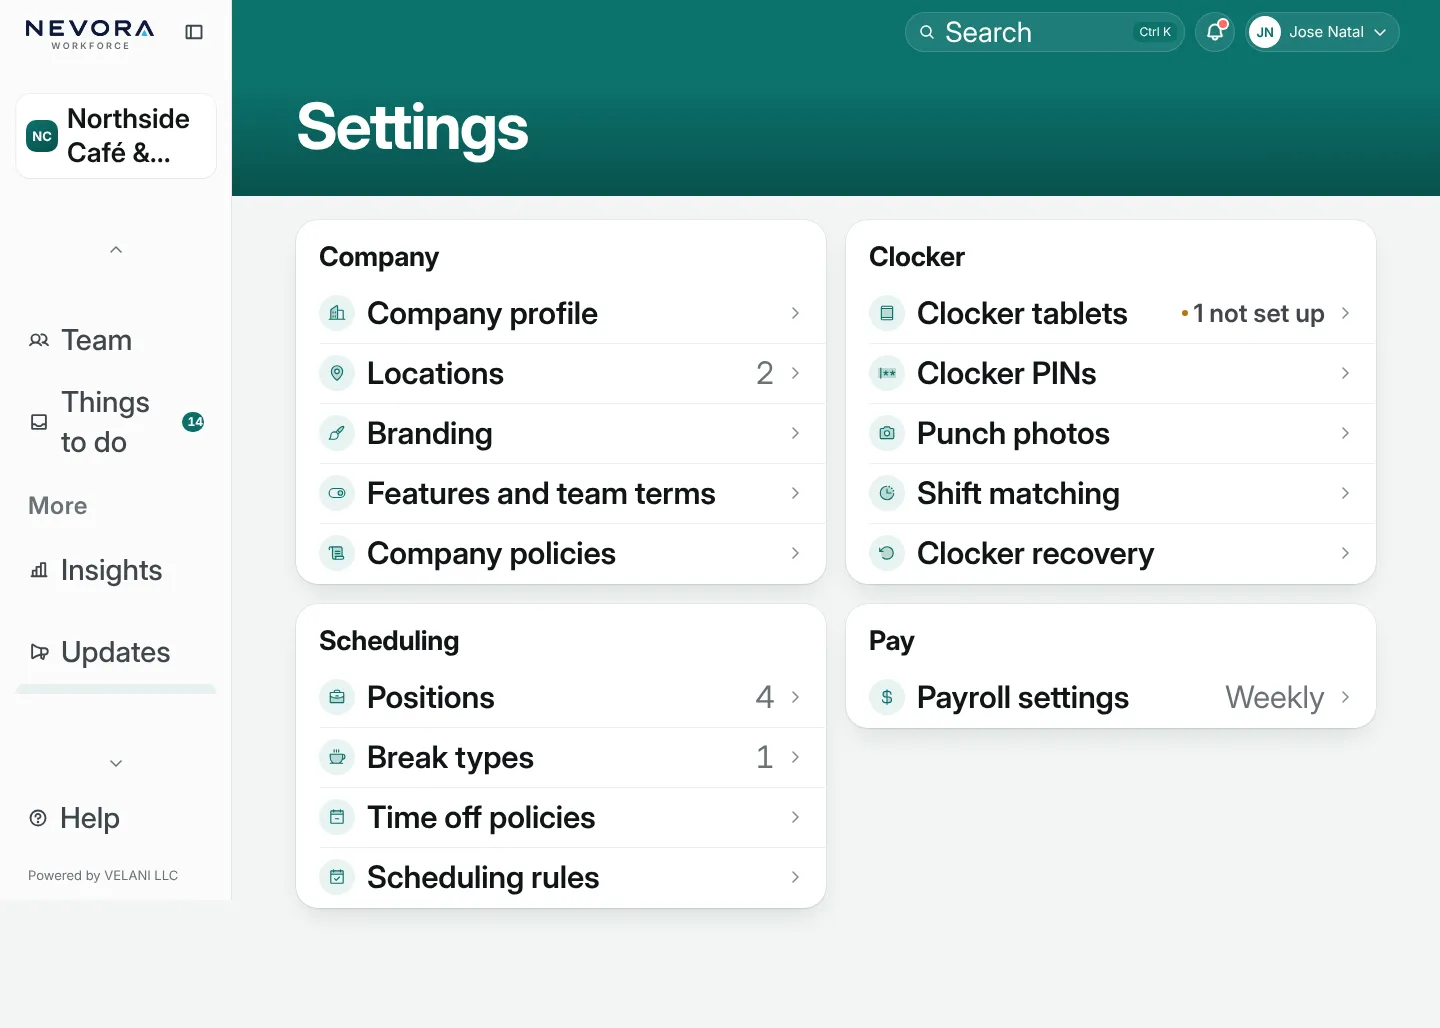 NEVORA
WORKFORCE
Search
Ctrl K
JN
Jose Natal
NC
Northside
Café &...
Settings
Team
Things
to do
14
More
Insights
Updates
Help
Powered by VELANI LLC
Company
Company profile
Locations 2
Branding
Features and team terms
Company policies
Clocker
Clocker tablets 1 not set up
Clocker PINs
Punch photos
Shift matching
Clocker recovery
Scheduling
Positions 4
Break types 1
Time off policies
Scheduling rules
Pay
Payroll settings Weekly